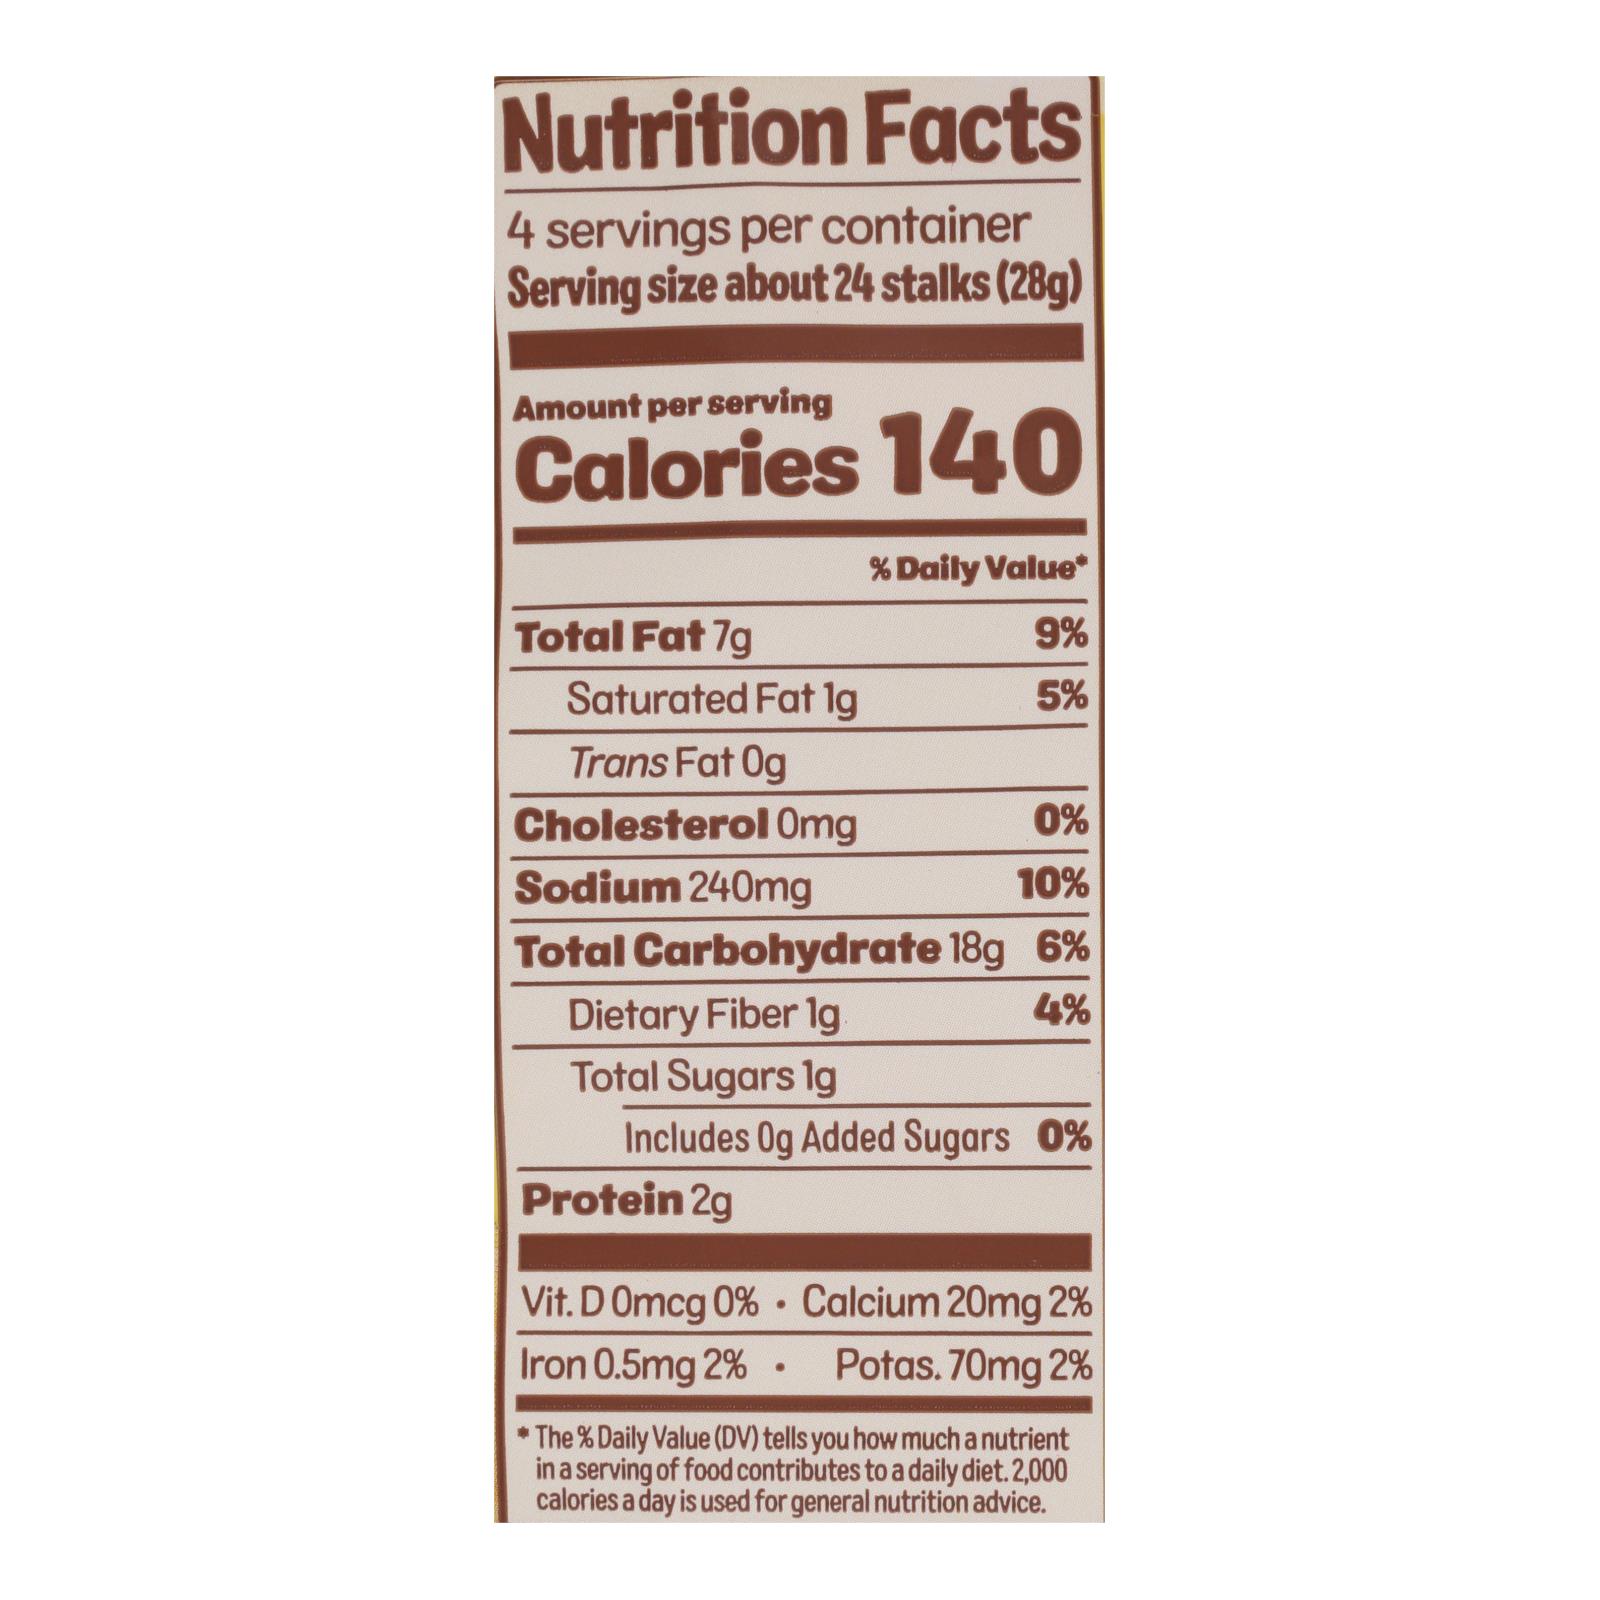 Nutrition Facts
4 servings per container
Serving size about 24 stalks (28g)
Amount per serving
Calories 140
% Daily Value*
Total Fat 7g 9%
Saturated Fat 1g 5%
Trans Fat 0g
Cholesterol 0mg 0%
Sodium 240mg 10%
Total Carbohydrate 18g 6%
Dietary Fiber 1g 4%
Total Sugars 1g
Includes 0g Added Sugars 0%
Protein 2g
Vit. D 0mcg 0% • Calcium 20mg 2%
Iron 0.5mg 2% • Potas. 70mg 2%
* The % Daily Value (DV) tells you how much a nutrient
in a serving of food contributes to a daily diet. 2,000
calories a day is used for general nutrition advice.